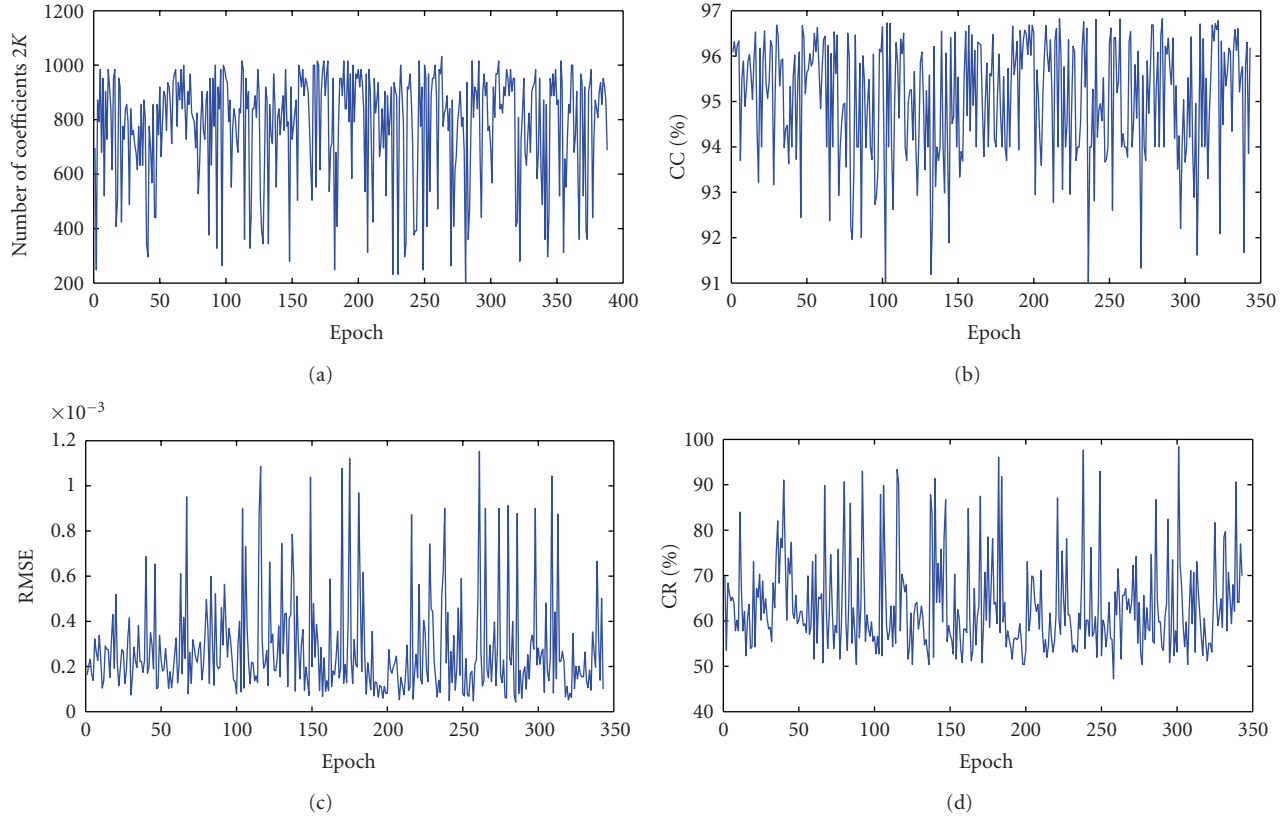 1200
1000
800
600
400
200
Number of coefficients 2K
0 50 100 150 200 250 300 350 400
Epoch
(a)
97
96
95
94
93
92
91
CC (%)
0 50 100 150 200 250 300 350
Epoch
(b)
×10−3
1.2
1
0.8
0.6
0.4
0.2
0
RMSE
0 50 100 150 200 250 300 350
Epoch
(c)
100
90
80
70
60
50
40
CR (%)
0 50 100 150 200 250 300 350
Epoch
(d)